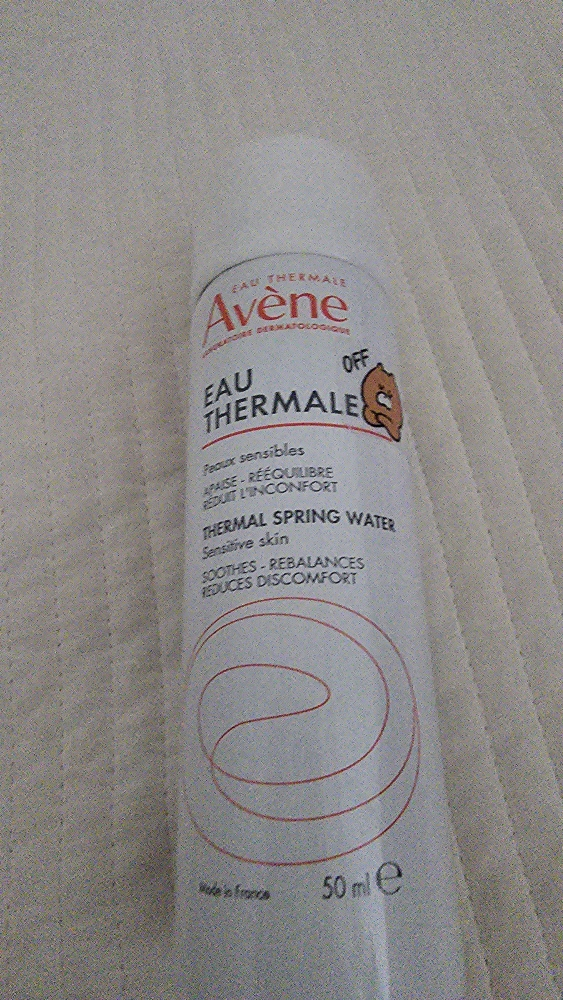 EAU THERMALE
Avène
LABORATOIRE DERMATOLOGIQUE
OFF
EAU
THERMALE
Peaux sensibles
APAISE - RÉÉQUILIBRE
RÉDUIT L'INCONFORT
THERMAL SPRING WATER
Sensitive skin
SOOTHES - REBALANCES
REDUCES DISCOMFORT
Made in France
50 ml e